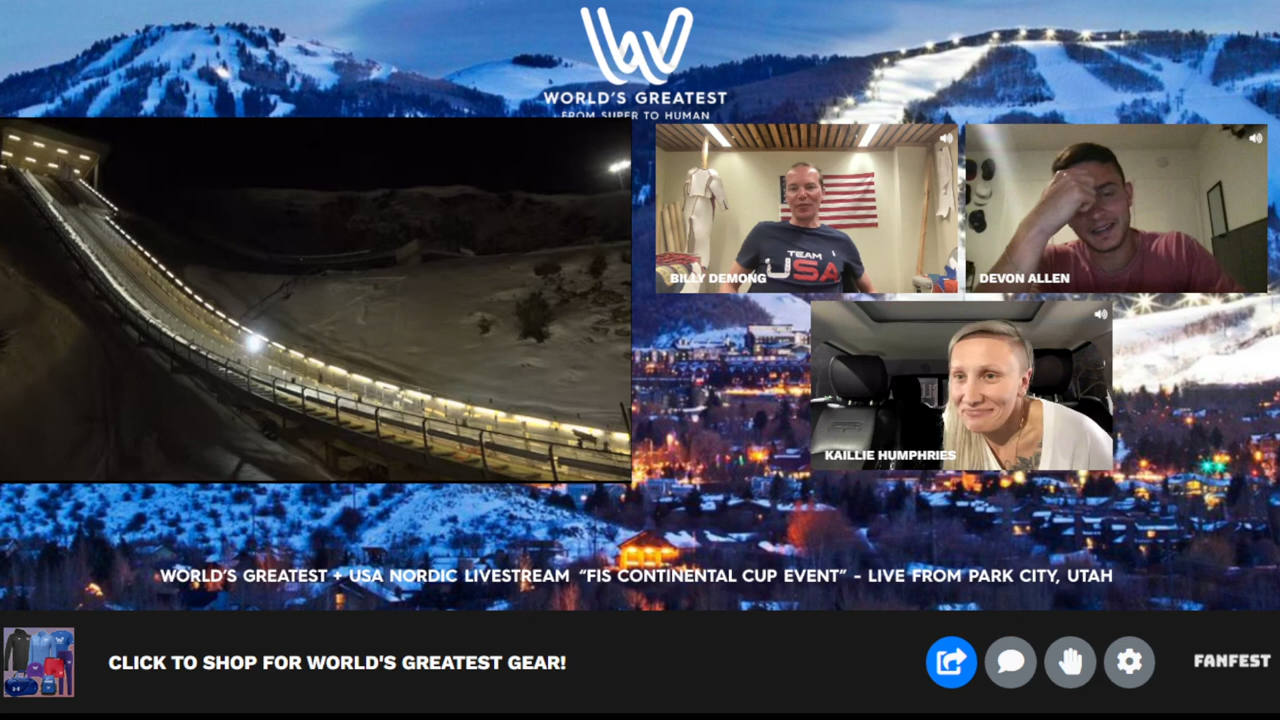 WORLD'S GREATEST
FROM SUPER TO HUMAN
BILLY DEMONG
TEAM
USA
DEVON ALLEN
KAILLIE HUMPHRIES
WORLD'S GREATEST + USA NORDIC LIVESTREAM "FIS CONTINENTAL CUP EVENT" - LIVE FROM PARK CITY, UTAH
CLICK TO SHOP FOR WORLD'S GREATEST GEAR!
FANFEST